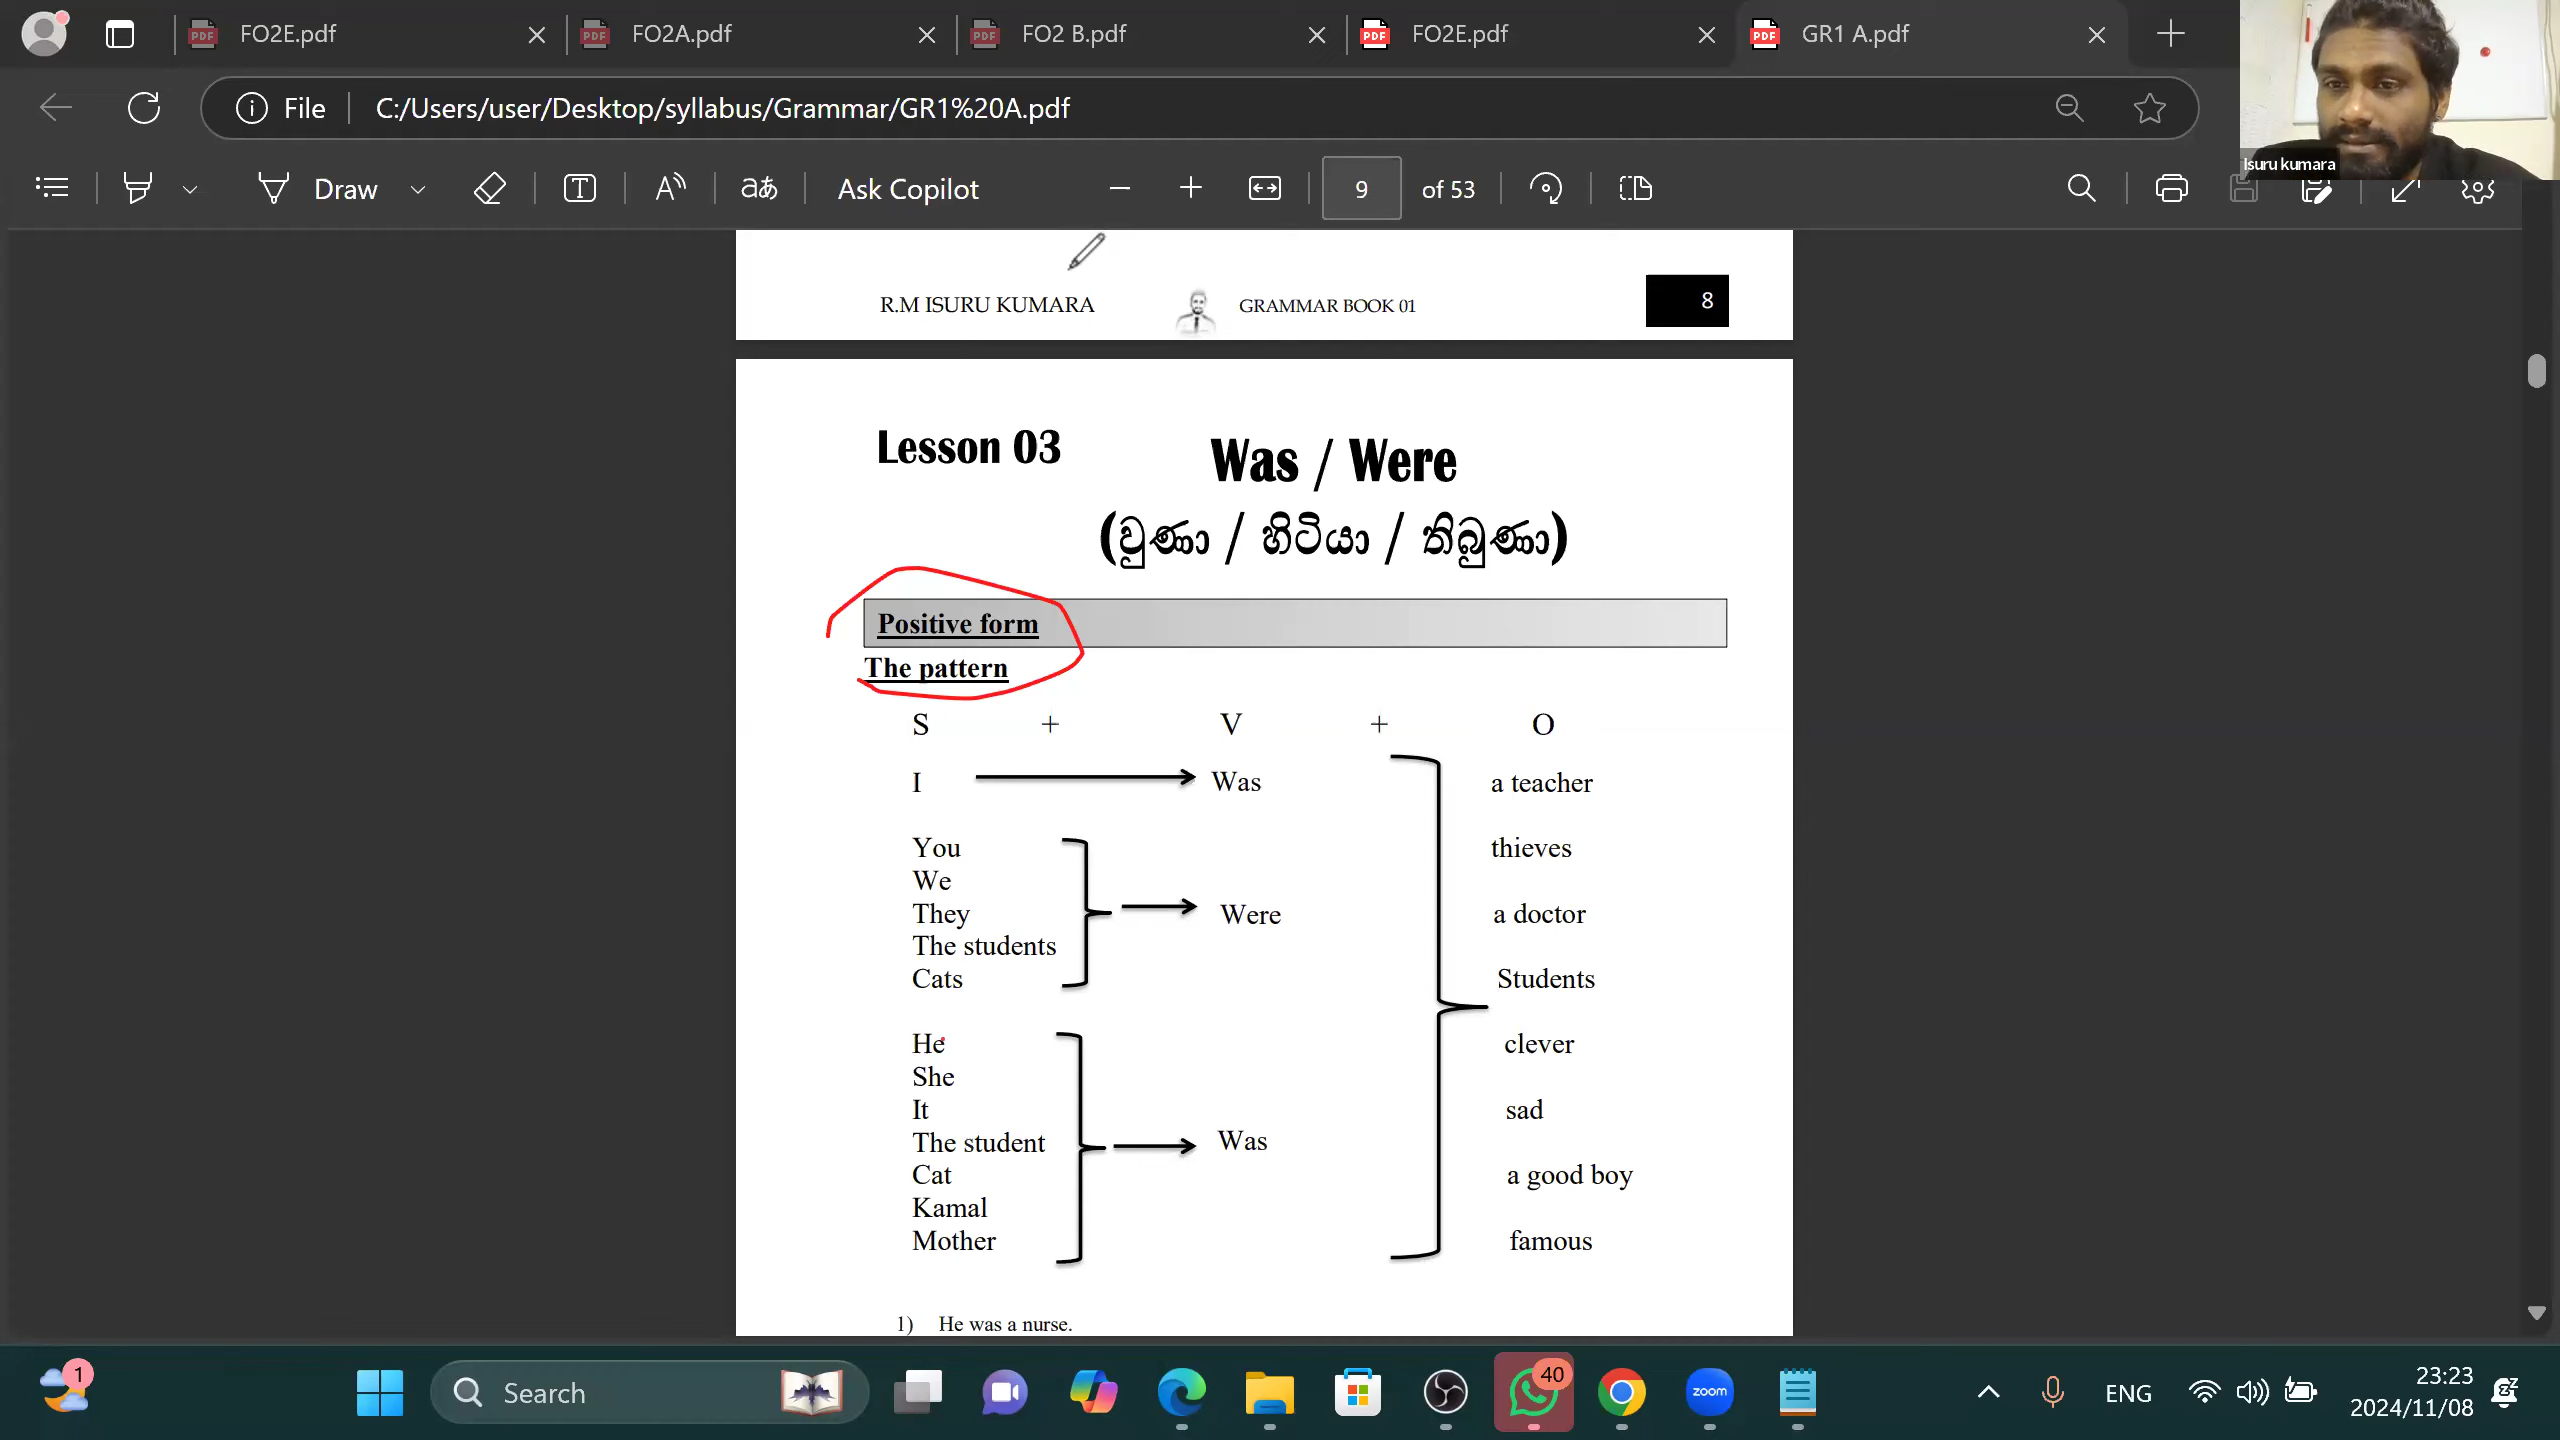 FO2E.pdf FO2A.pdf FO2 B.pdf FO2E.pdf GR1 A.pdf
File C:/Users/user/Desktop/syllabus/Grammar/GR1%20A.pdf
Isuru kumara
Draw Ask Copilot 9 of 53
R.M ISURU KUMARA GRAMMAR BOOK 01 8
Lesson 03 Was / Were
(වුණා / හිටියා / තිබුණා)
Positive form
The pattern
S + V + O
I Was a teacher
You thieves
We
They Were a doctor
The students
Cats Students
He clever
She
It sad
The student Was
Cat a good boy
Kamal
Mother famous
1) He was a nurse.
1 Search 40 zoom ENG 23:23
2024/11/08